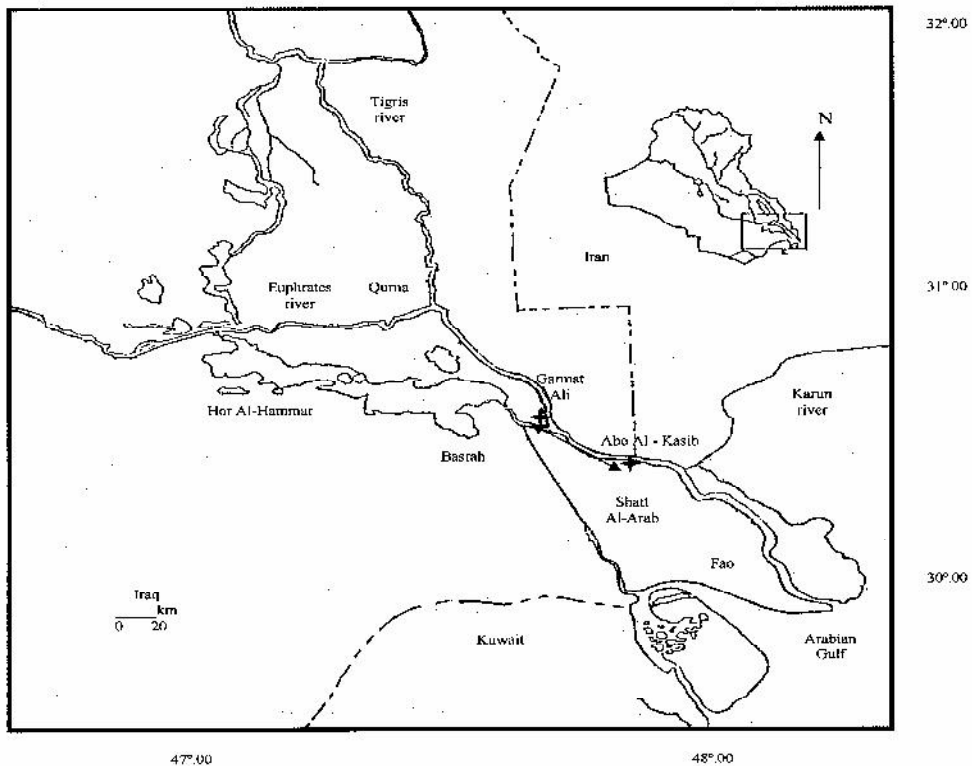 32°.00
Tigris
river
N
Iran
31°.00
Euphrates
river
Qurna
Garmat
Ali
Karun
river
Hor Al-Hammar
Basrah
Abo Al - Kasib
Shatt
Al-Arab
Fao
30°.00
Iraq
km
0 20
Kuwait
Arabian
Gulf
47°.00
48°.00